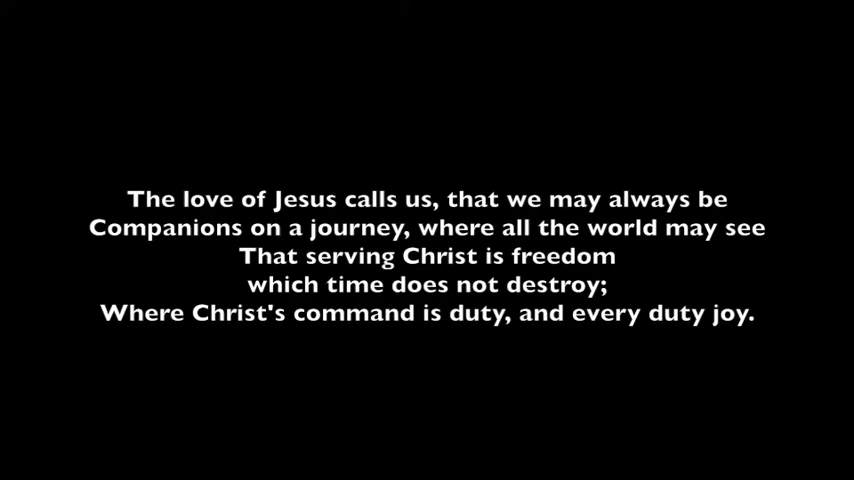 The love of Jesus calls us, that we may always be
Companions on a journey, where all the world may see
That serving Christ is freedom
which time does not destroy;
Where Christ's command is duty, and every duty joy.